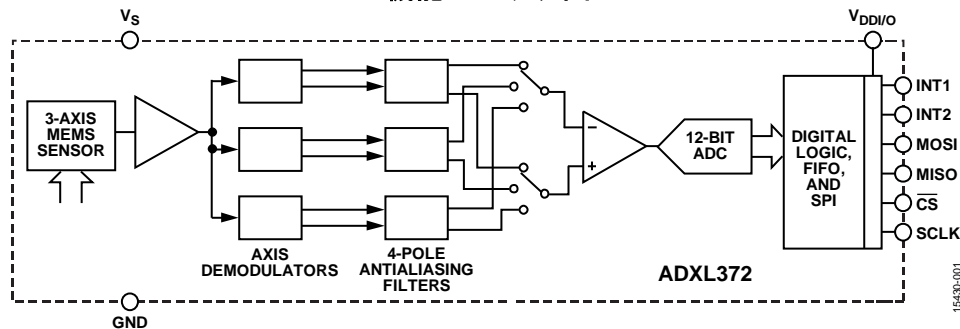 VS
VDDI/O
3-AXIS
MEMS
SENSOR
−
+
12-BIT
ADC
DIGITAL
LOGIC,
FIFO,
AND
SPI
INT1
INT2
MOSI
MISO
CS
SCLK
AXIS
DEMODULATORS
4-POLE
ANTIALIASING
FILTERS
ADXL372
GND
15430-001